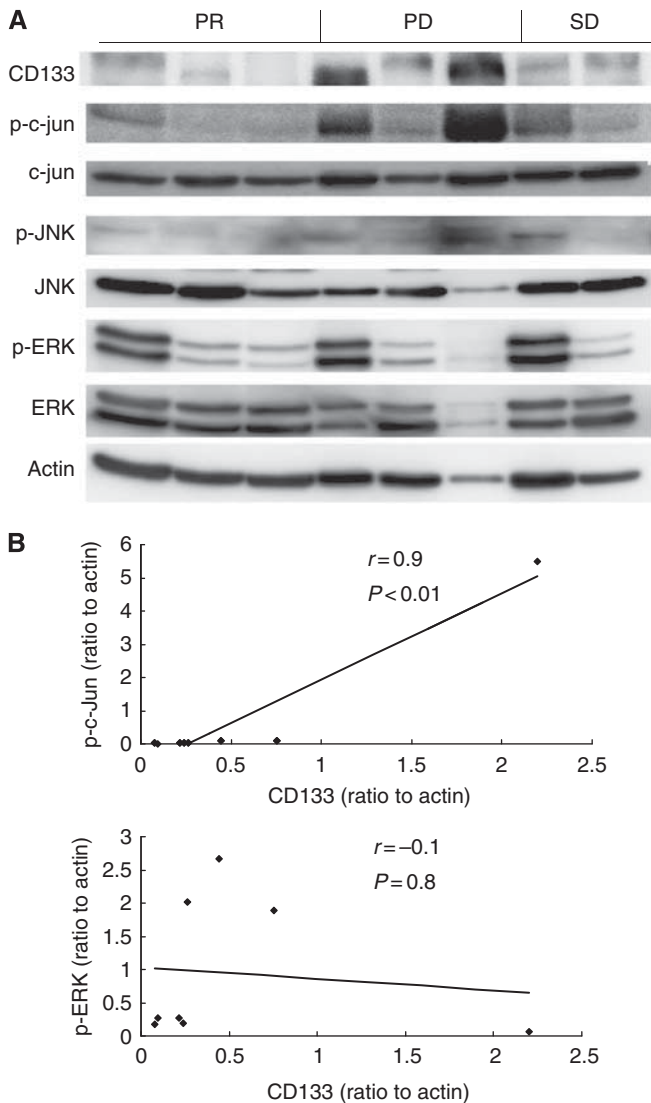 A
PR PD SD
CD133
p-c-jun
c-jun
p-JNK
JNK
p-ERK
ERK
Actin
B
p-c-Jun (ratio to actin)
6
5
4
3
2
1
0
r=0.9
P<0.01
0 0.5 1 1.5 2 2.5
CD133 (ratio to actin)
p-ERK (ratio to actin)
3
2.5
2
1.5
1
0.5
0
r=–0.1
P=0.8
0 0.5 1 1.5 2 2.5
CD133 (ratio to actin)